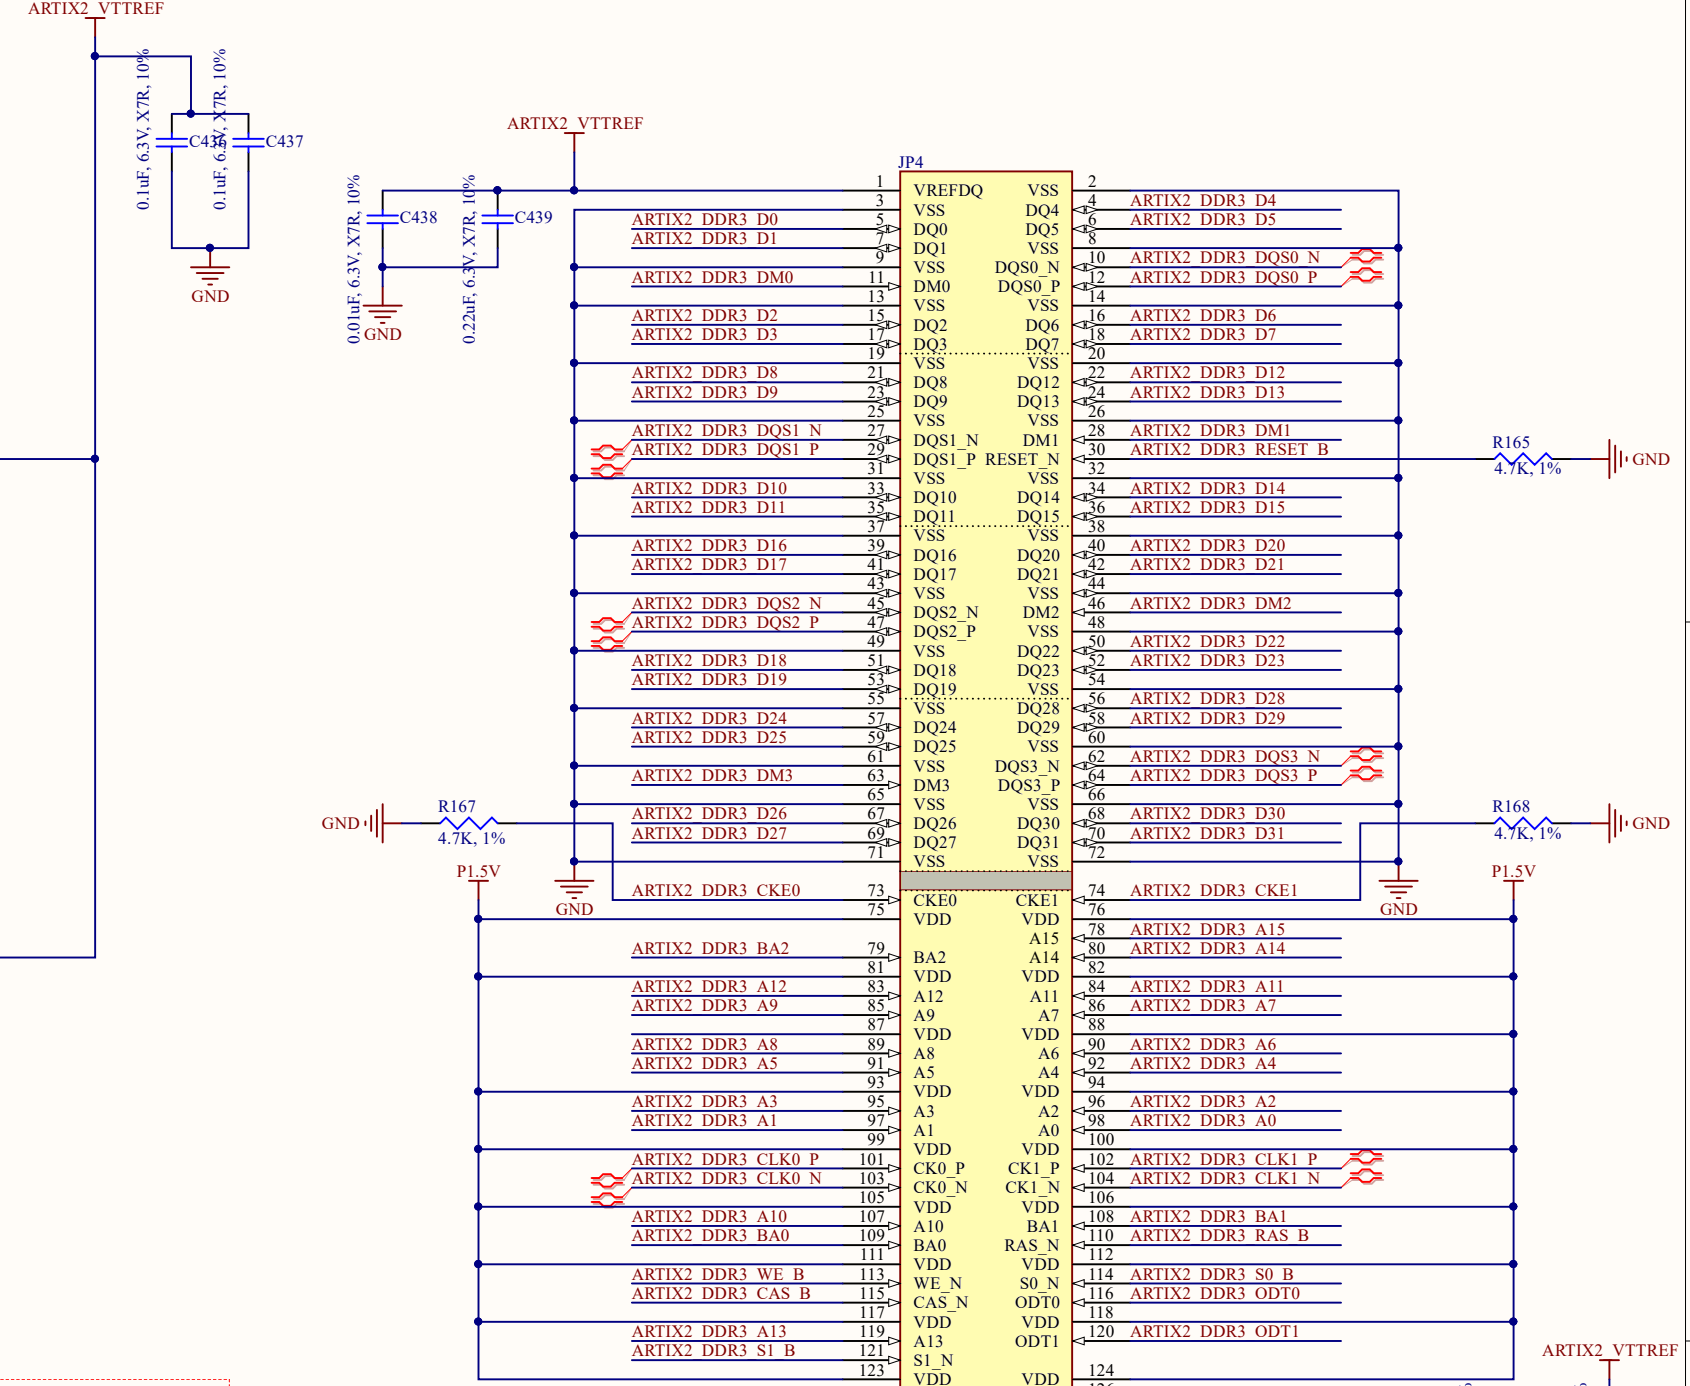 ARTIX2_VTTREF
0.1uF, 6.3V, X7R, 10%
C436
0.1uF, 6.3V, X7R, 10%
C437
GND
ARTIX2_VTTREF
0.01uF, 6.3V, X7R, 10%
C438
0.22uF, 6.3V, X7R, 10%
C439
GND
JP4
1 VREFDQ VSS 2
3 VSS DQ4 4 ARTIX2_DDR3_D4
ARTIX2_DDR3_D0 5 DQ0 DQ5 6 ARTIX2_DDR3_D5
ARTIX2_DDR3_D1 7 DQ1 VSS 8
9 VSS DQS0_N 10 ARTIX2_DDR3_DQS0_N
ARTIX2_DDR3_DM0 11 DM0 DQS0_P 12 ARTIX2_DDR3_DQS0_P
13 VSS VSS 14
ARTIX2_DDR3_D2 15 DQ2 DQ6 16 ARTIX2_DDR3_D6
ARTIX2_DDR3_D3 17 DQ3 DQ7 18 ARTIX2_DDR3_D7
19 VSS VSS 20
ARTIX2_DDR3_D8 21 DQ8 DQ12 22 ARTIX2_DDR3_D12
ARTIX2_DDR3_D9 23 DQ9 DQ13 24 ARTIX2_DDR3_D13
25 VSS VSS 26
ARTIX2_DDR3_DQS1_N 27 DQS1_N DM1 28 ARTIX2_DDR3_DM1
ARTIX2_DDR3_DQS1_P 29 DQS1_P RESET_N 30 ARTIX2_DDR3_RESET_B
R165
4.7K, 1%
GND
31 VSS VSS 32
ARTIX2_DDR3_D10 33 DQ10 DQ14 34 ARTIX2_DDR3_D14
ARTIX2_DDR3_D11 35 DQ11 DQ15 36 ARTIX2_DDR3_D15
37 VSS VSS 38
ARTIX2_DDR3_D16 39 DQ16 DQ20 40 ARTIX2_DDR3_D20
ARTIX2_DDR3_D17 41 DQ17 DQ21 42 ARTIX2_DDR3_D21
43 VSS VSS 44
ARTIX2_DDR3_DQS2_N 45 DQS2_N DM2 46 ARTIX2_DDR3_DM2
ARTIX2_DDR3_DQS2_P 47 DQS2_P VSS 48
49 VSS DQ22 50 ARTIX2_DDR3_D22
ARTIX2_DDR3_D18 51 DQ18 DQ23 52 ARTIX2_DDR3_D23
ARTIX2_DDR3_D19 53 DQ19 VSS 54
55 VSS DQ28 56 ARTIX2_DDR3_D28
ARTIX2_DDR3_D24 57 DQ24 DQ29 58 ARTIX2_DDR3_D29
ARTIX2_DDR3_D25 59 DQ25 VSS 60
61 VSS DQS3_N 62 ARTIX2_DDR3_DQS3_N
ARTIX2_DDR3_DM3 63 DM3 DQS3_P 64 ARTIX2_DDR3_DQS3_P
65 VSS VSS 66
ARTIX2_DDR3_D26 67 DQ26 DQ30 68 ARTIX2_DDR3_D30
ARTIX2_DDR3_D27 69 DQ27 DQ31 70 ARTIX2_DDR3_D31
71 VSS VSS 72
R167
GND
4.7K, 1%
R168
4.7K, 1%
GND
P1.5V
P1.5V
GND
GND
ARTIX2_DDR3_CKE0 73 CKE0 CKE1 74 ARTIX2_DDR3_CKE1
75 VDD VDD 76
A15 78 ARTIX2_DDR3_A15
ARTIX2_DDR3_BA2 79 BA2 A14 80 ARTIX2_DDR3_A14
81 VDD VDD 82
ARTIX2_DDR3_A12 83 A12 A11 84 ARTIX2_DDR3_A11
ARTIX2_DDR3_A9 85 A9 A7 86 ARTIX2_DDR3_A7
87 VDD VDD 88
ARTIX2_DDR3_A8 89 A8 A6 90 ARTIX2_DDR3_A6
ARTIX2_DDR3_A5 91 A5 A4 92 ARTIX2_DDR3_A4
93 VDD VDD 94
ARTIX2_DDR3_A3 95 A3 A2 96 ARTIX2_DDR3_A2
ARTIX2_DDR3_A1 97 A1 A0 98 ARTIX2_DDR3_A0
99 VDD VDD 100
ARTIX2_DDR3_CLK0_P 101 CK0_P CK1_P 102 ARTIX2_DDR3_CLK1_P
ARTIX2_DDR3_CLK0_N 103 CK0_N CK1_N 104 ARTIX2_DDR3_CLK1_N
105 VDD VDD 106
ARTIX2_DDR3_A10 107 A10 BA1 108 ARTIX2_DDR3_BA1
ARTIX2_DDR3_BA0 109 BA0 RAS_N 110 ARTIX2_DDR3_RAS_B
111 VDD VDD 112
ARTIX2_DDR3_WE_B 113 WE_N S0_N 114 ARTIX2_DDR3_S0_B
ARTIX2_DDR3_CAS_B 115 CAS_N ODT0 116 ARTIX2_DDR3_ODT0
117 VDD VDD 118
ARTIX2_DDR3_A13 119 A13 ODT1 120 ARTIX2_DDR3_ODT1
ARTIX2_DDR3_S1_B 121 S1_N
123 VDD VDD 124
ARTIX2_VTTREF